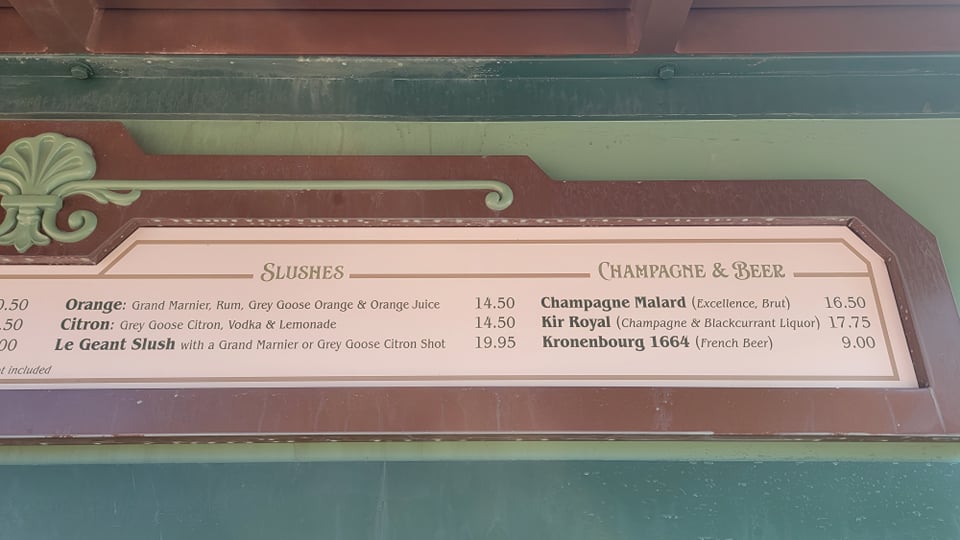 Slushes
Orange: Grand Marnier, Rum, Grey Goose Orange & Orange Juice 14.50
Citron: Grey Goose Citron, Vodka & Lemonade 14.50
Le Geant Slush with a Grand Marnier or Grey Goose Citron Shot 19.95
included
Champagne & Beer
Champagne Malard (Excellence, Brut) 16.50
Kir Royal (Champagne & Blackcurrant Liquor) 17.75
Kronenbourg 1664 (French Beer) 9.00